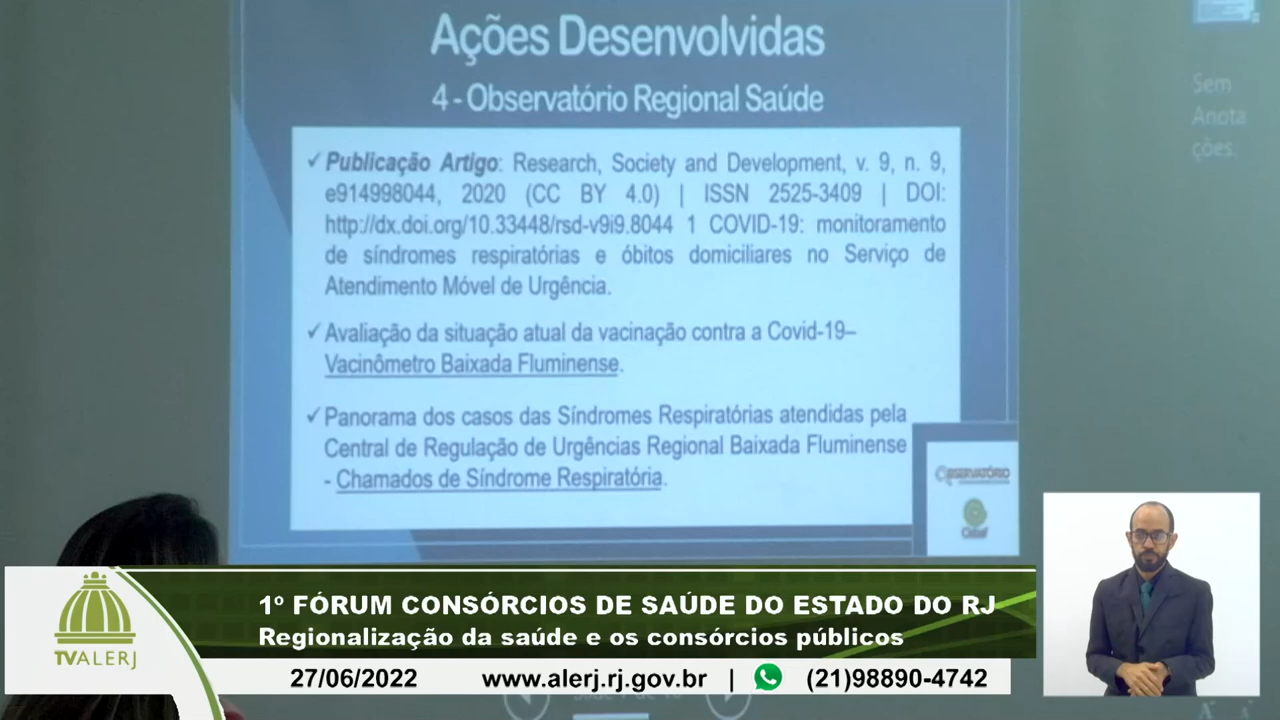 Ações Desenvolvidas
4 - Observatório Regional Saúde
Sem
Anota
ções.
✓ Publicação Artigo: Research, Society and Development, v. 9, n. 9,
e914998044, 2020 (CC BY 4.0) | ISSN 2525-3409 | DOI:
http://dx.doi.org/10.33448/rsd-v9i9.8044 1 COVID-19: monitoramento
de síndromes respiratórias e óbitos domiciliares no Serviço de
Atendimento Móvel de Urgência.
✓ Avaliação da situação atual da vacinação contra a Covid-19–
Vacinômetro Baixada Fluminense.
✓ Panorama dos casos das Síndromes Respiratórias atendidas pela
Central de Regulação de Urgências Regional Baixada Fluminense
- Chamados de Síndrome Respiratória.
OBSERVATÓRIO
1º FÓRUM CONSÓRCIOS DE SAÚDE DO ESTADO DO RJ
Regionalização da saúde e os consórcios públicos
TVALERJ
27/06/2022 www.alerj.rj.gov.br | (21)98890-4742